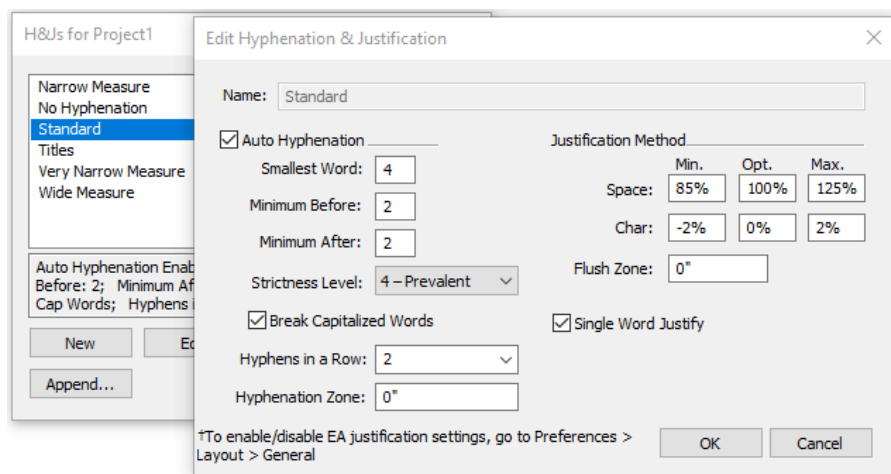 H&Js for Project1
Narrow Measure
No Hyphenation
Standard
Titles
Very Narrow Measure
Wide Measure
Auto Hyphenation Enab
Before: 2; Minimum Af
Cap Words; Hyphens i
New
Ed
Append...
Edit Hyphenation & Justification
Name: Standard
Auto Hyphenation
Smallest Word: 4
Minimum Before: 2
Minimum After: 2
Strictness Level: 4 – Prevalent
Break Capitalized Words
Hyphens in a Row: 2
Hyphenation Zone: 0"
Justification Method
Min. Opt. Max.
Space: 85% 100% 125%
Char: -2% 0% 2%
Flush Zone: 0"
Single Word Justify
†To enable/disable EA justification settings, go to Preferences >
Layout > General
OK
Cancel